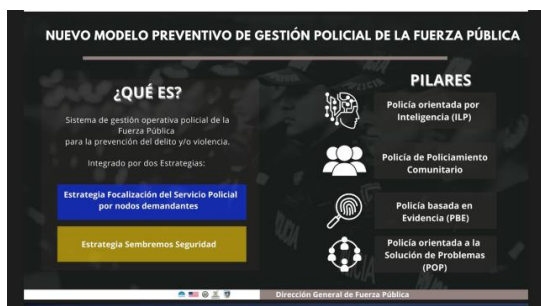 NUEVO MODELO PREVENTIVO DE GESTIÓN POLICIAL DE LA FUERZA PÚBLICA
¿QUÉ ES?
Sistema de gestión operativa policial de la
Fuerza Pública
para la prevención del delito y/o violencia.
Integrado por dos Estrategias:
Estrategia Focalización del Servicio Policial
por nodos demandantes
Estrategia Sembremos Seguridad
PILARES
Policía orientada por
Inteligencia (ILP)
Policía de Policiamiento
Comunitario
Policía basada en
Evidencia (PBE)
Policía orientada a la
Solución de Problemas
(POP)
Dirección General de Fuerza Pública